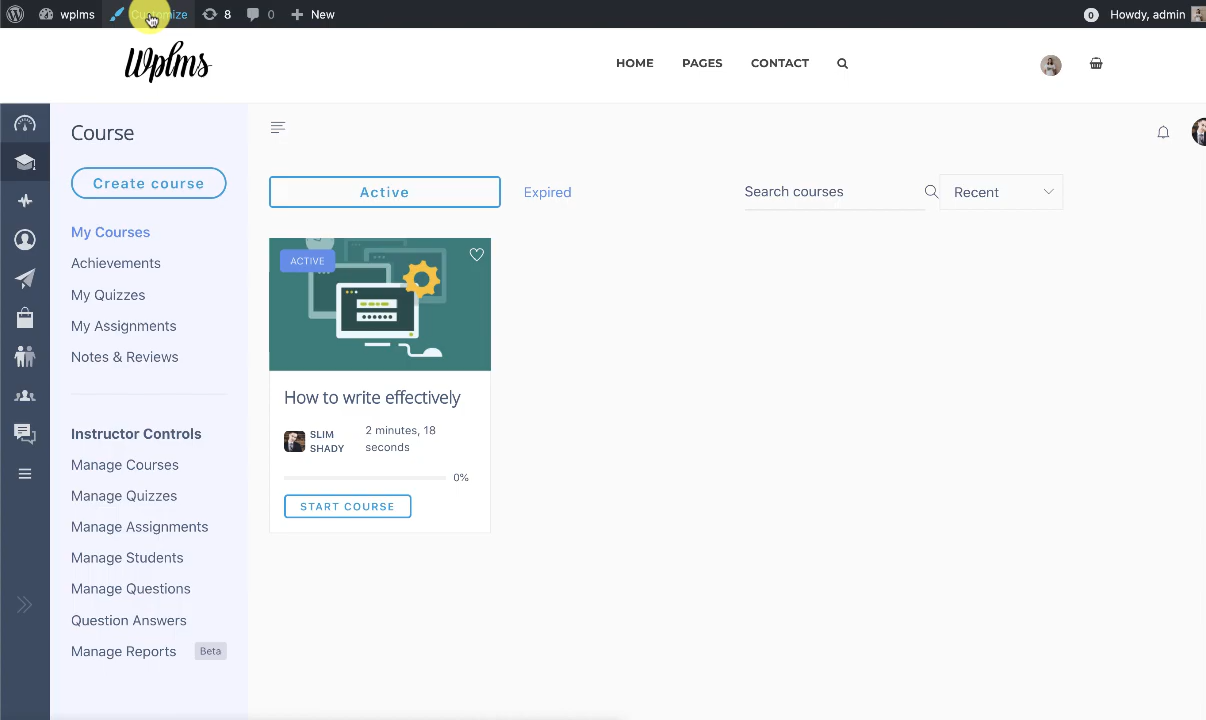 wplms
Customize
8
0
New
0
Howdy, admin
Wplms
HOME
PAGES
CONTACT
Course
Create course
My Courses
Achievements
My Quizzes
My Assignments
Notes & Reviews
Instructor Controls
Manage Courses
Manage Quizzes
Manage Assignments
Manage Students
Manage Questions
Question Answers
Manage Reports
Beta
Active
Expired
Search courses
Recent
ACTIVE
How to write effectively
SLIM
SHADY
2 minutes, 18
seconds
0%
START COURSE